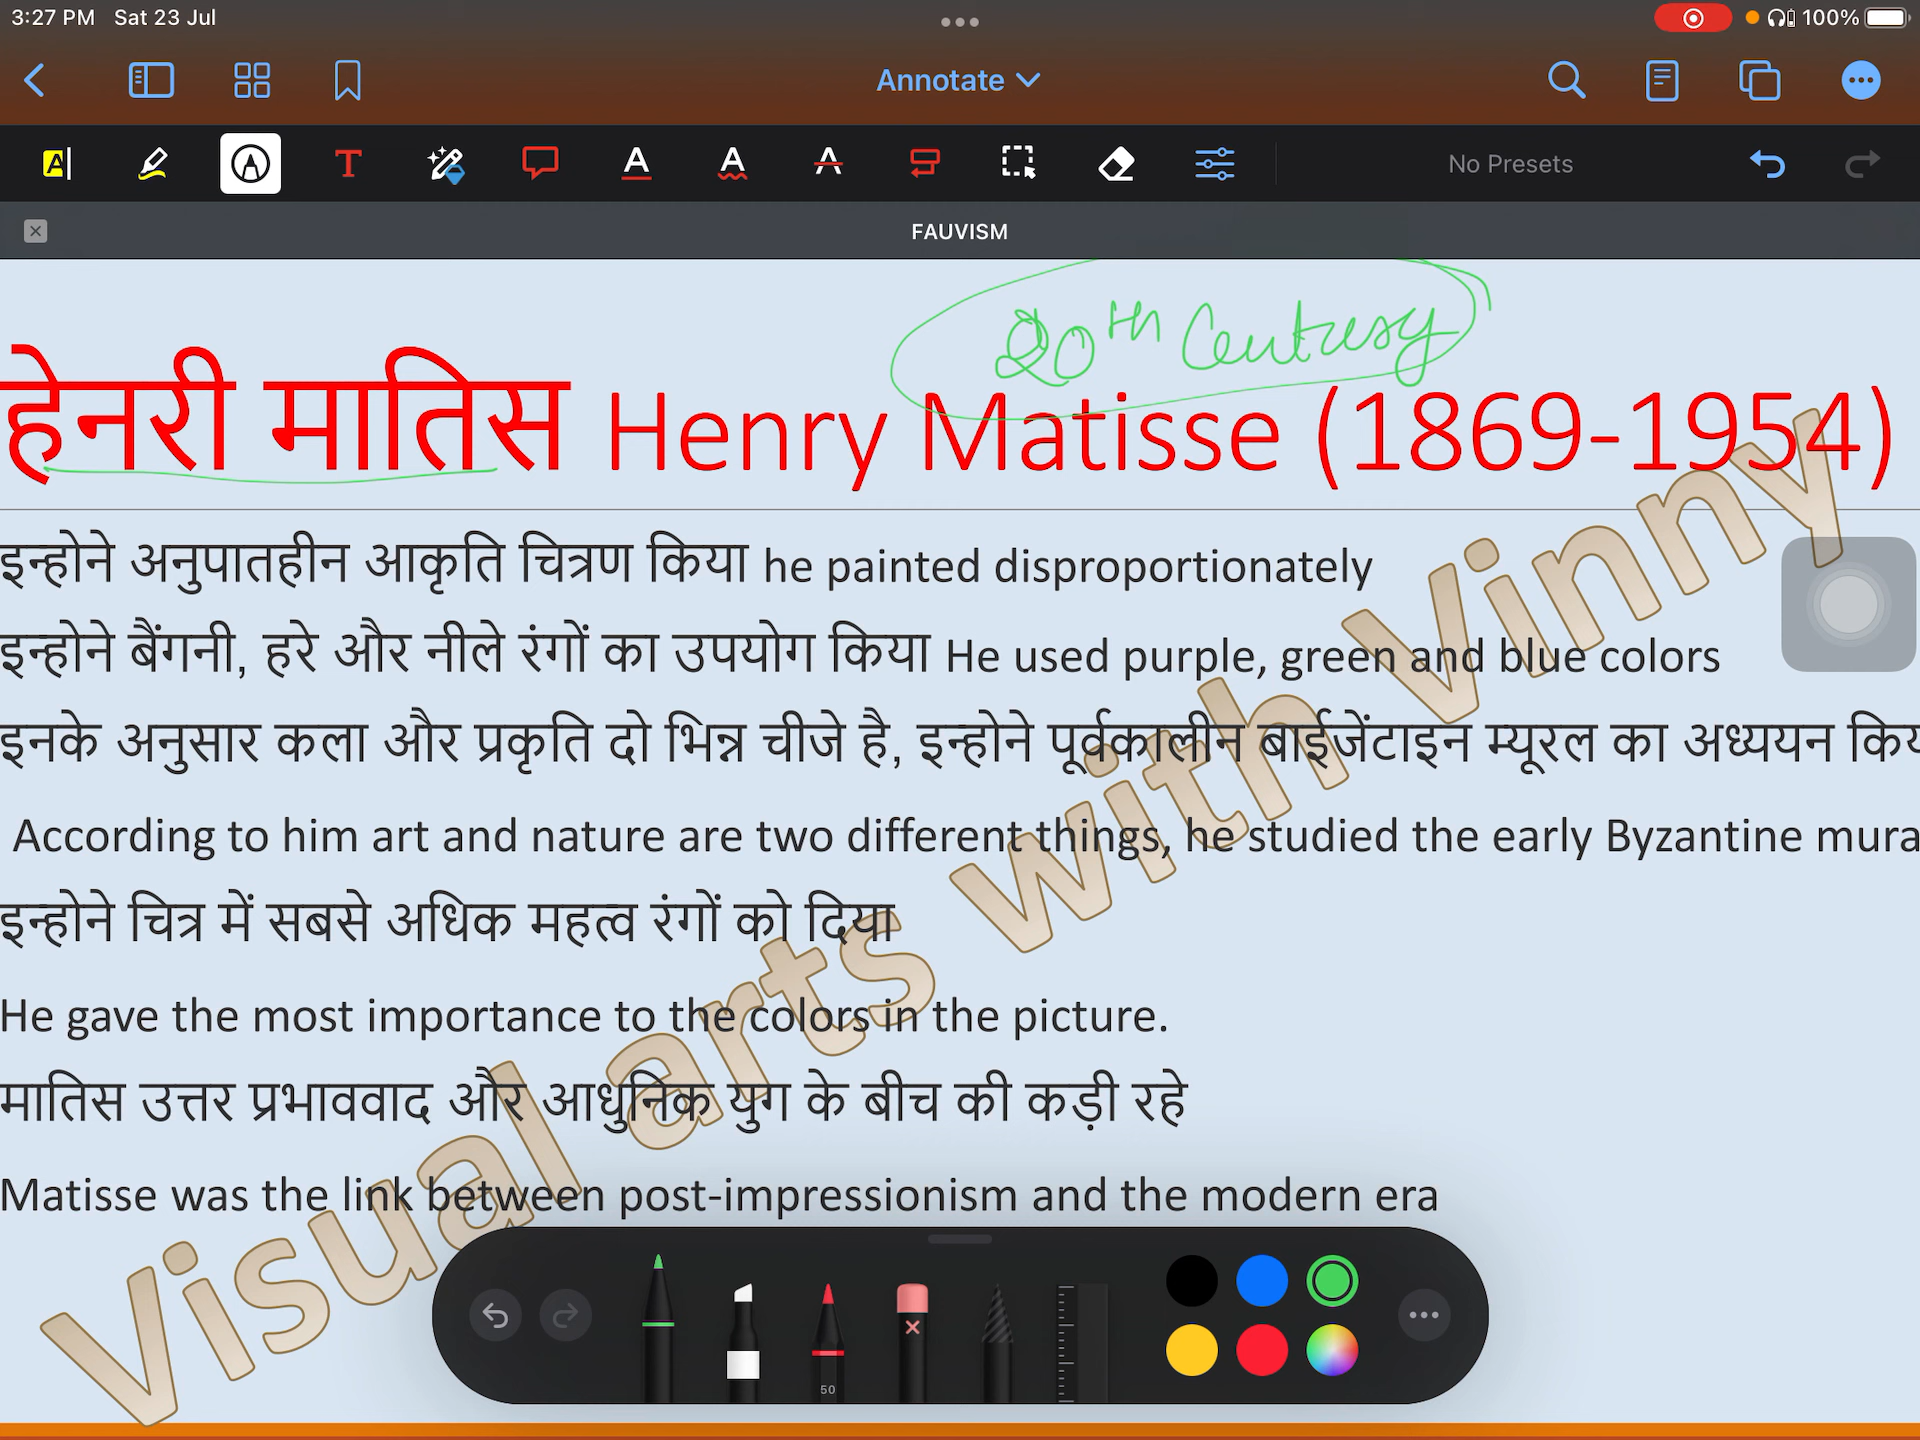 3:27 PM Sat 23 Jul
100%
Annotate
No Presets
FAUVISM
20th Century
हेनरी मातिस Henry Matisse (1869-1954)
इन्होने अनुपातहीन आकृति चित्रण किया he painted disproportionately
इन्होने बैंगनी, हरे और नीले रंगों का उपयोग किया He used purple, green and blue colors
इनके अनुसार कला और प्रकृति दो भिन्न चीजे है, इन्होने पूर्वकालीन बाईजेंटाइन म्यूरल का अध्ययन
According to him art and nature are two different things, he studied the early Byzantine
इन्होने चित्र में सबसे अधिक महत्व रंगों को दिया
He gave the most importance to the colors in the picture.
मातिस उत्तर प्रभाववाद और आधुनिक युग के बीच की कड़ी रहे
Matisse was the link between post-impressionism and the modern era
Visual arts with Vinny
50